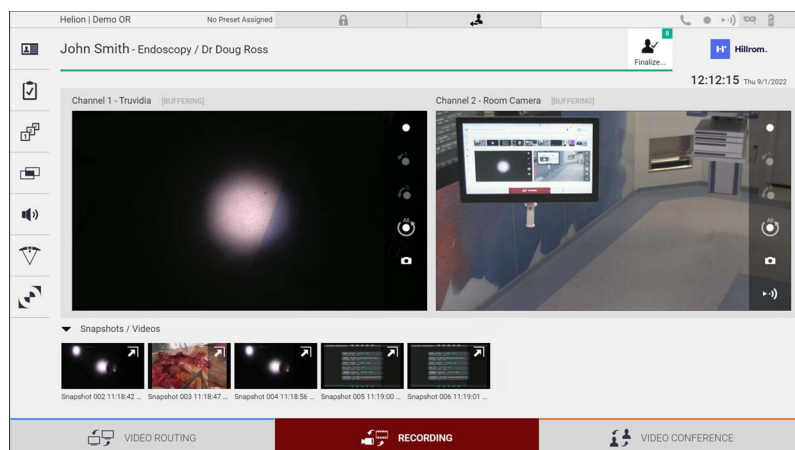 Helion | Demo OR
No Preset Assigned
John Smith - Endoscopy / Dr Doug Ross
8
Finalize...
H+ Hillrom.
12:12:15 Thu 9/1/2022
Channel 1 - Truvidia [BUFFERING]
Channel 2 - Room Camera [BUFFERING]
All
All
Snapshots / Videos
Snapshot 002 11:18:42 ...
Snapshot 003 11:18:47 ...
Snapshot 004 11:18:56 ...
Snapshot 005 11:19:00 ...
Snapshot 006 11:19:01 ...
VIDEO ROUTING
RECORDING
VIDEO CONFERENCE